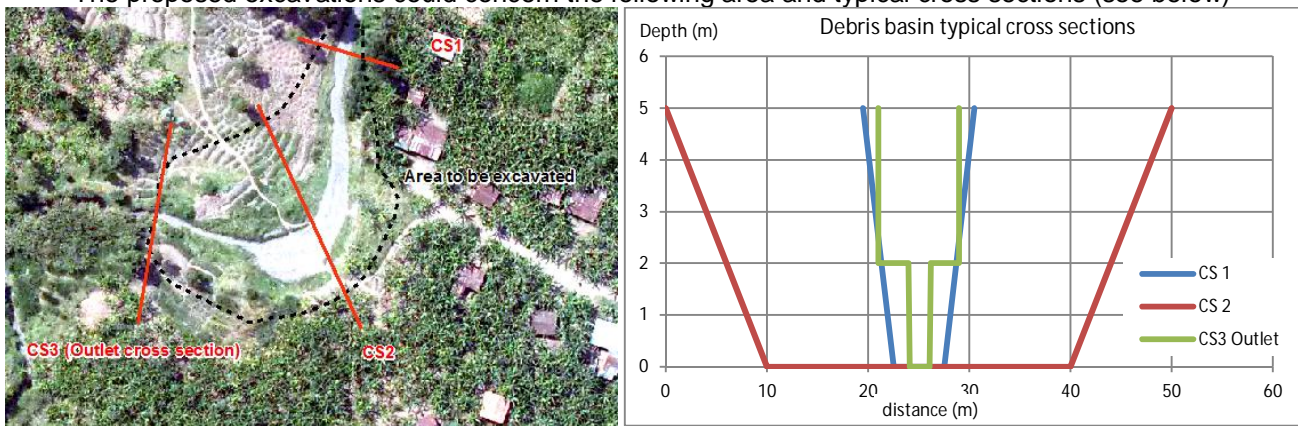 The proposed excavations could concern the following area and typical cross sections (see below)
CS1
Area to be excavated
CS3 (Outlet cross section)
CS2
Debris basin typical cross sections
Depth (m)
6
5
4
3
2
1
0
0 10 20 30 40 50 60
distance (m)
CS 1
CS 2
CS3 Outlet